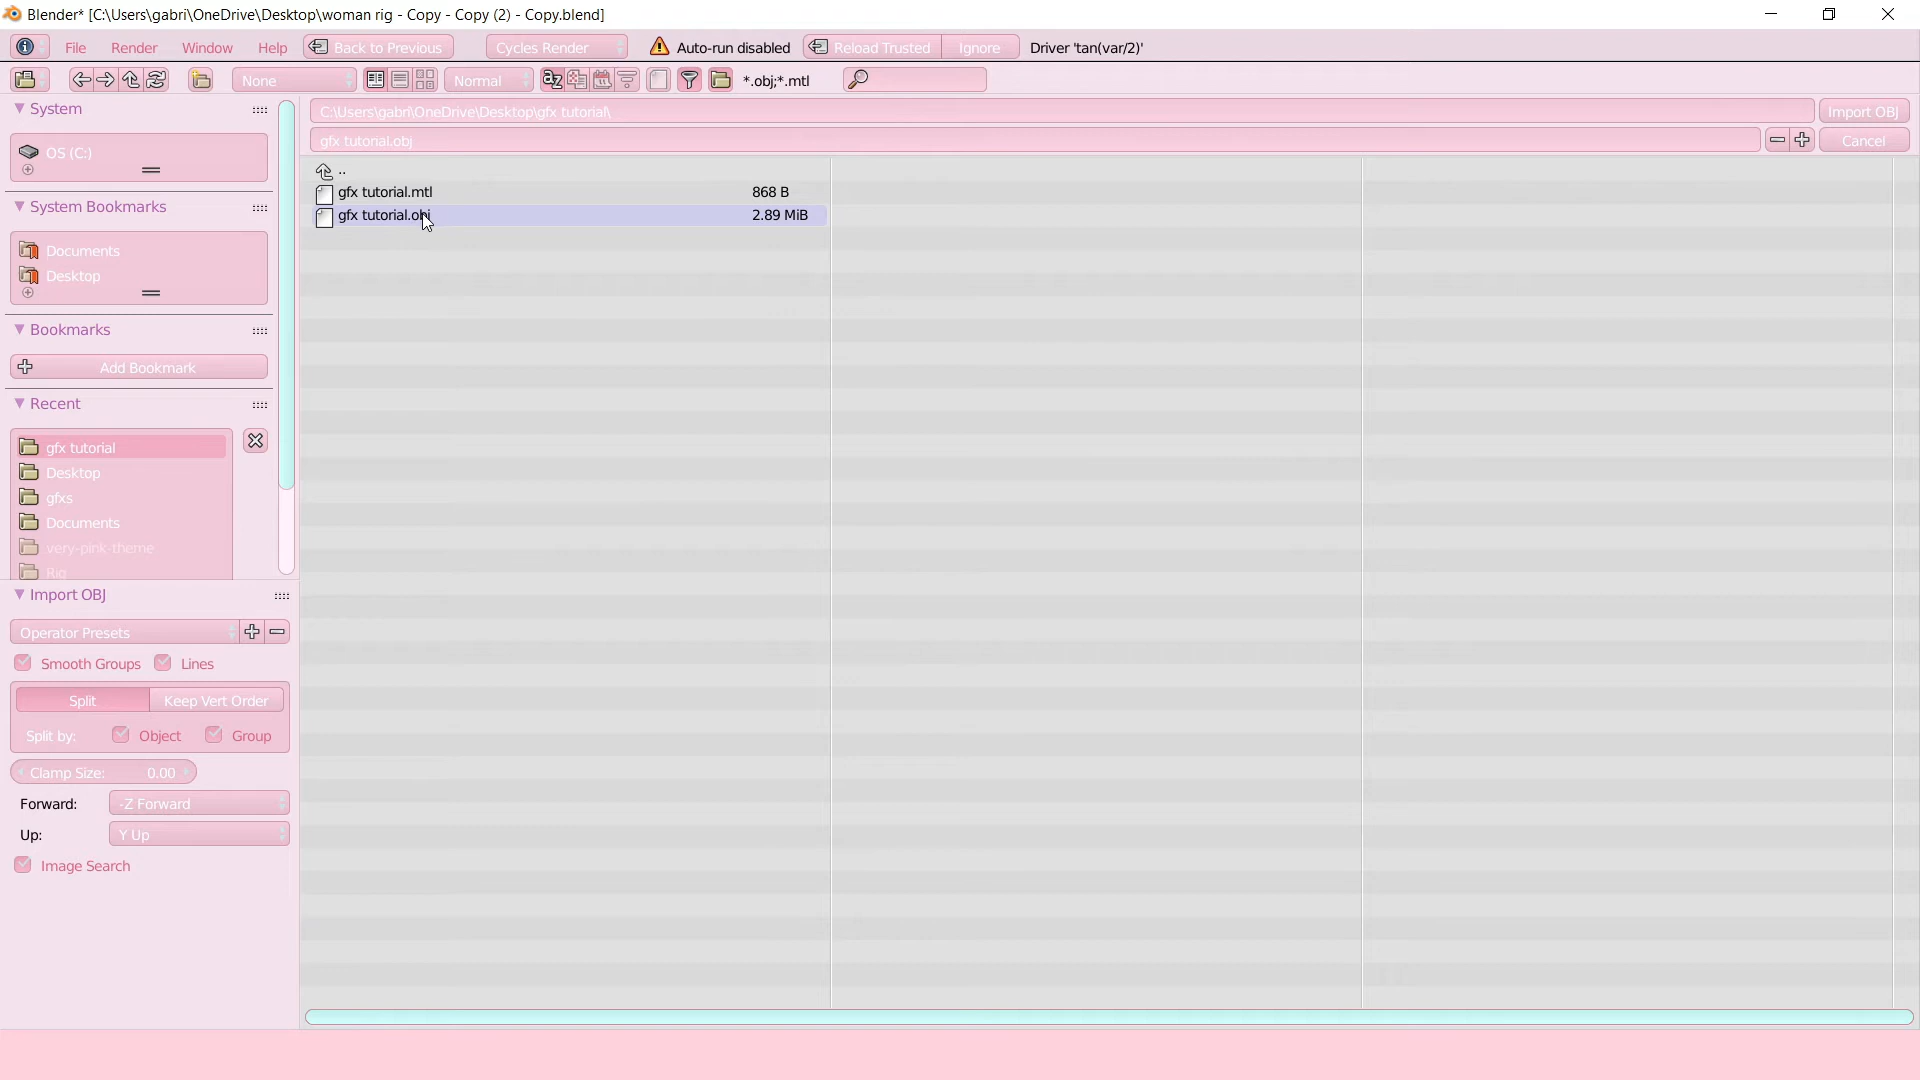 Blender* [C:\Users\gabri\OneDrive\Desktop\woman rig - Copy - Copy (2) - Copy.blend]
File Render Window Help Back to Previous Cycles Render Auto-run disabled Reload Trusted Ignore Driver 'tan(var/2)'
None Normal az *.obj;*.mtl
System
C:\Users\gabri\OneDrive\Desktop\gfx tutorial\ Import OBJ
gfx tutorial.obj Cancel
OS (C:)
..
gfx tutorial.mtl 868 B
gfx tutorial.obj 2.89 MiB
System Bookmarks
Documents
Desktop
Bookmarks
Add Bookmark
Recent
gfx tutorial
Desktop
gfxs
Documents
very-pink-theme
Rig
Import OBJ
Operator Presets
Smooth Groups Lines
Split Keep Vert Order
Split by: Object Group
Clamp Size: 0.00
Forward: -Z Forward
Up: Y Up
Image Search